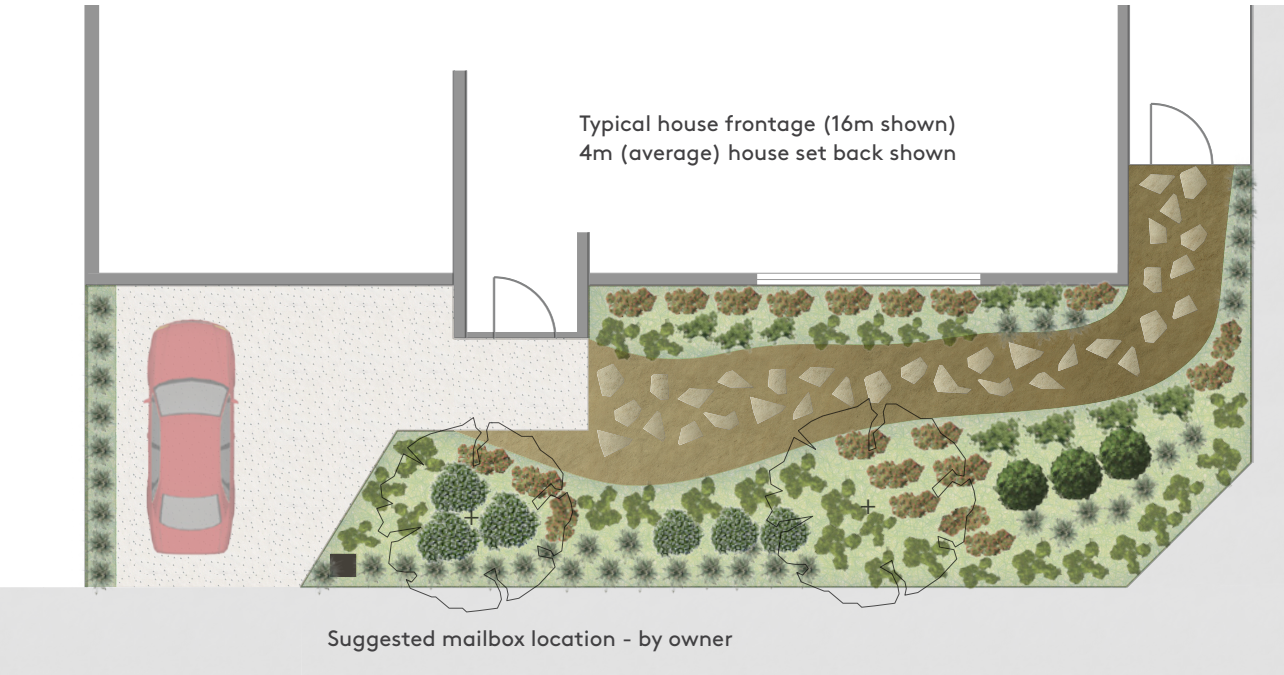 Typical house frontage (16m shown)
4m (average) house set back shown
Suggested mailbox location - by owner